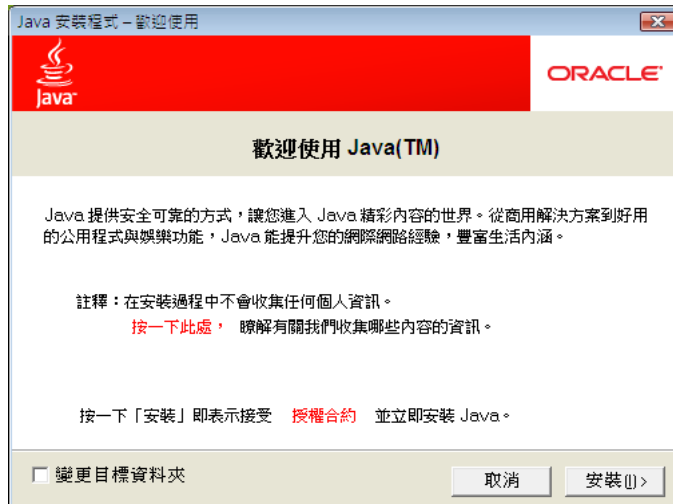 Java 安裝程式 – 歡迎使用
Java™
ORACLE®
歡迎使用 Java(TM)
Java 提供安全可靠的方式，讓您進入 Java 精彩內容的世界。從商用解決方案到好用
的公用程式與娛樂功能，Java 能提升您的網際網路經驗，豐富生活內涵。
註釋：在安裝過程中不會收集任何個人資訊。
按一下此處， 瞭解有關我們收集哪些內容的資訊。
按一下「安裝」即表示接受 授權合約 並立即安裝 Java。
變更目標資料夾
取消
安裝(I)>